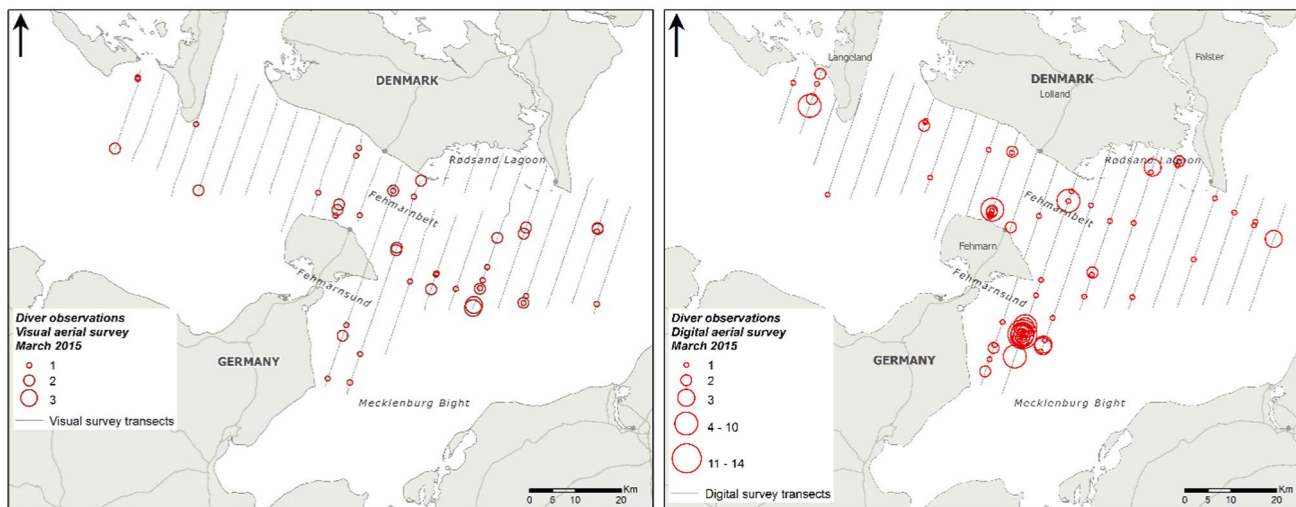 DENMARK
Rødsand Lagoon
Fehmarnbelt
Fehmarnsund
GERMANY
Mecklenburg Bight
Diver observations
Visual aerial survey
March 2015
1
2
3
Visual survey transects
Km
0 5 10 20
Langeland
Falster
DENMARK
Lolland
Rødsand Lagoon
Fehmarnbelt
Fehmarn
Fehmarnsund
GERMANY
Mecklenburg Bight
Diver observations
Digital aerial survey
March 2015
1
2
3
4 - 10
11 - 14
Digital survey transects
Km
0 5 10 20